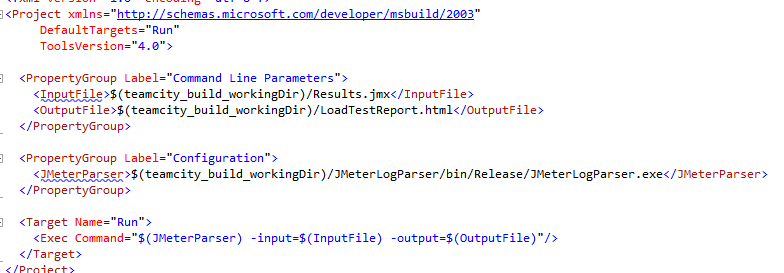 <Project xmlns="http://schemas.microsoft.com/developer/msbuild/2003"
DefaultTargets="Run"
ToolsVersion="4.0">
<PropertyGroup Label="Command Line Parameters">
<InputFile>$(teamcity_build_workingDir)/Results.jmx</InputFile>
<OutputFile>$(teamcity_build_workingDir)/LoadTestReport.html</OutputFile>
</PropertyGroup>
<PropertyGroup Label="Configuration">
<JMeterParser>$(teamcity_build_workingDir)/JMeterLogParser/bin/Release/JMeterLogParser.exe</JMeterParser>
</PropertyGroup>
<Target Name="Run">
<Exec Command="$(JMeterParser) -input=$(InputFile) -output=$(OutputFile)"/>
</Target>
</Project>